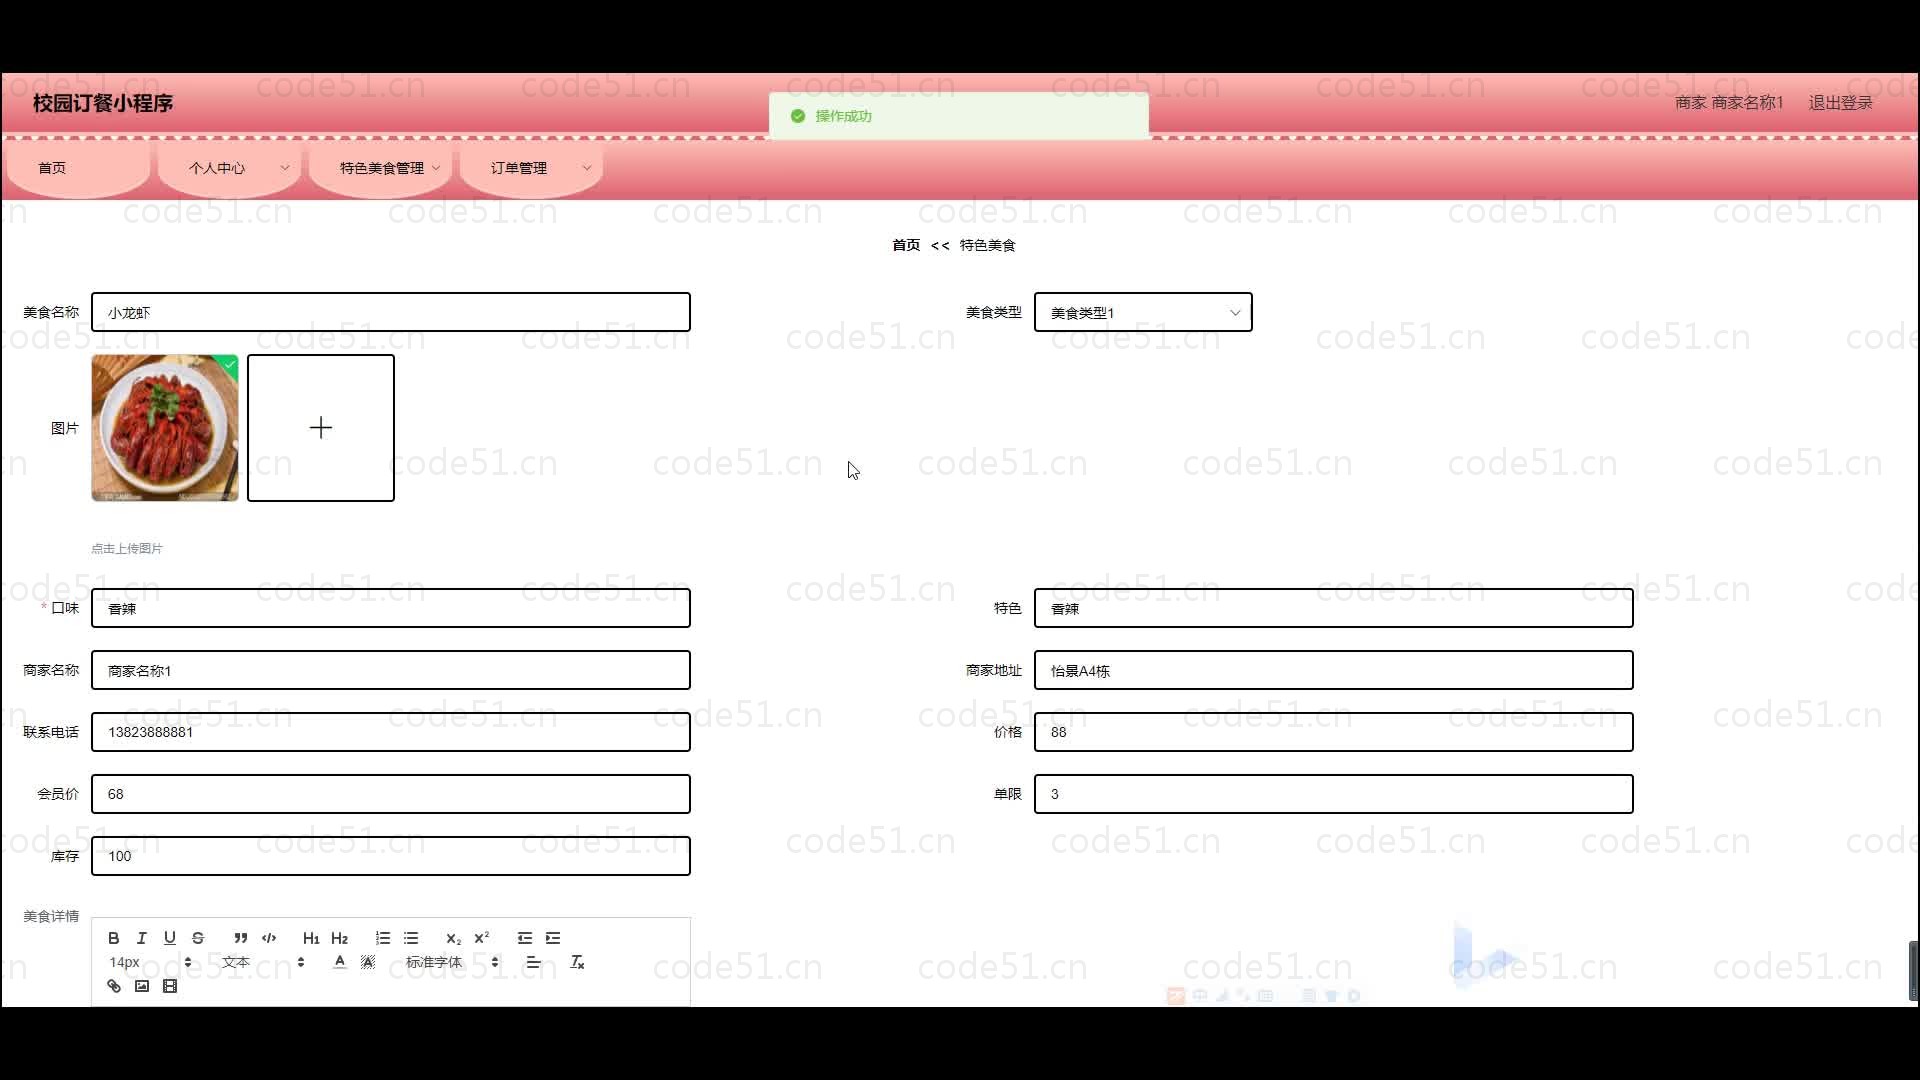 校园订餐小程序
操作成功
商家 商家名称1 退出登录
首页 个人中心 特色美食管理 订单管理
首页 << 特色美食
美食名称 小龙虾 美食类型 美食类型1
图片
点击上传图片
* 口味 香辣 特色 香辣
商家名称 商家名称1 商家地址 怡景A4栋
联系电话 13823888881 价格 88
会员价 68 单限 3
库存 100
美食详情
B I U S H1 H2 X₂ X²
14px 文本 A A 标准字体 Tx
code51.cn